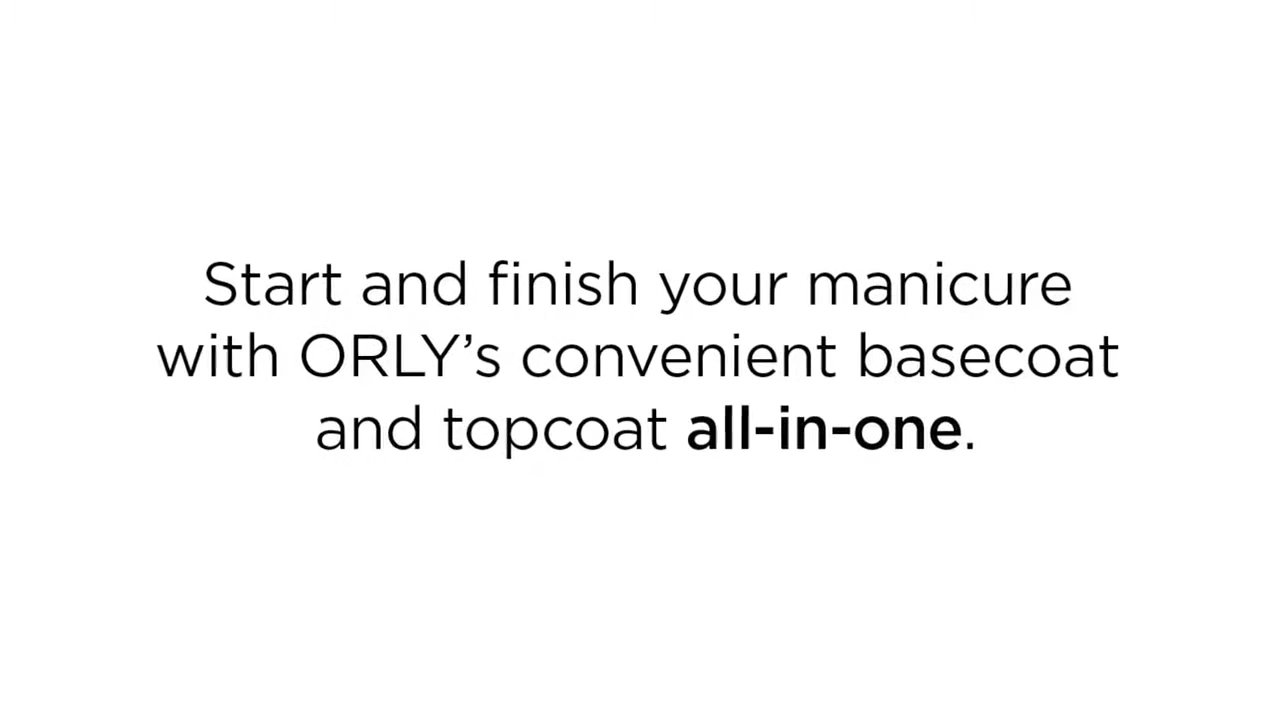 Start and finish your manicure
with ORLY’s convenient basecoat
and topcoat all-in-one.